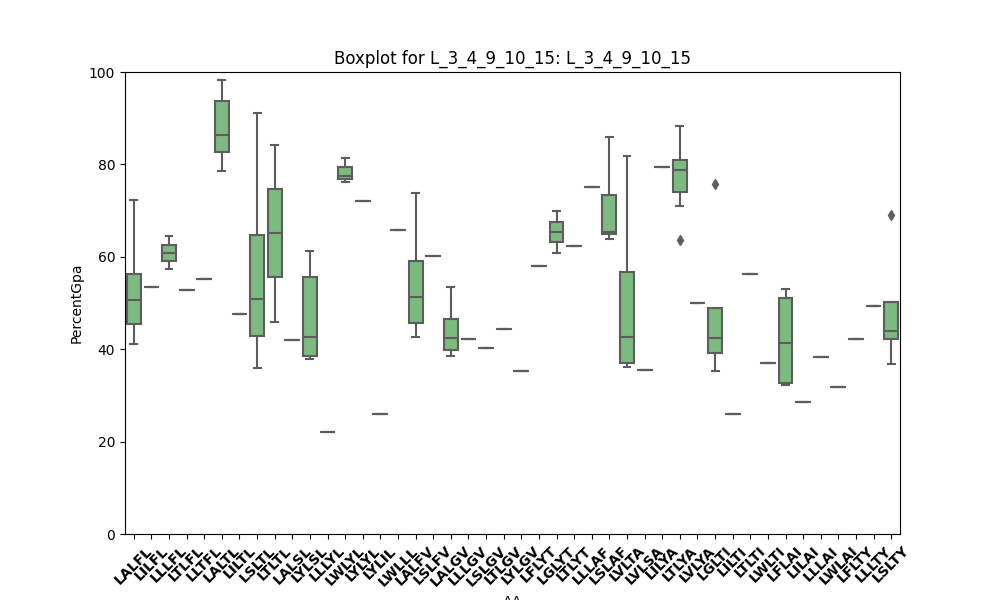 Boxplot for L_3_4_9_10_15: L_3_4_9_10_15
100
80
60
40
20
0
PercentGpa
LALFL LILFL LLLFL LTLFL LLTFL LALTL LILTL LSLTL LTLTL LALSL LYLSL LLLYL LWLYL LYLYL LYLIL LWLLL LALFV LSLFV LALGV LLLGV LSLGV LTLGV LYLGV LFLYT LGLYT LTLYT LLLAF LSLAF LVLTA LVLSA LILYA LTLYA LVLYA LGLTI LILTI LTLTI LWLTI LFLAI LILAI LLLAI LWLAI LFLTY LLLTY LSLTY